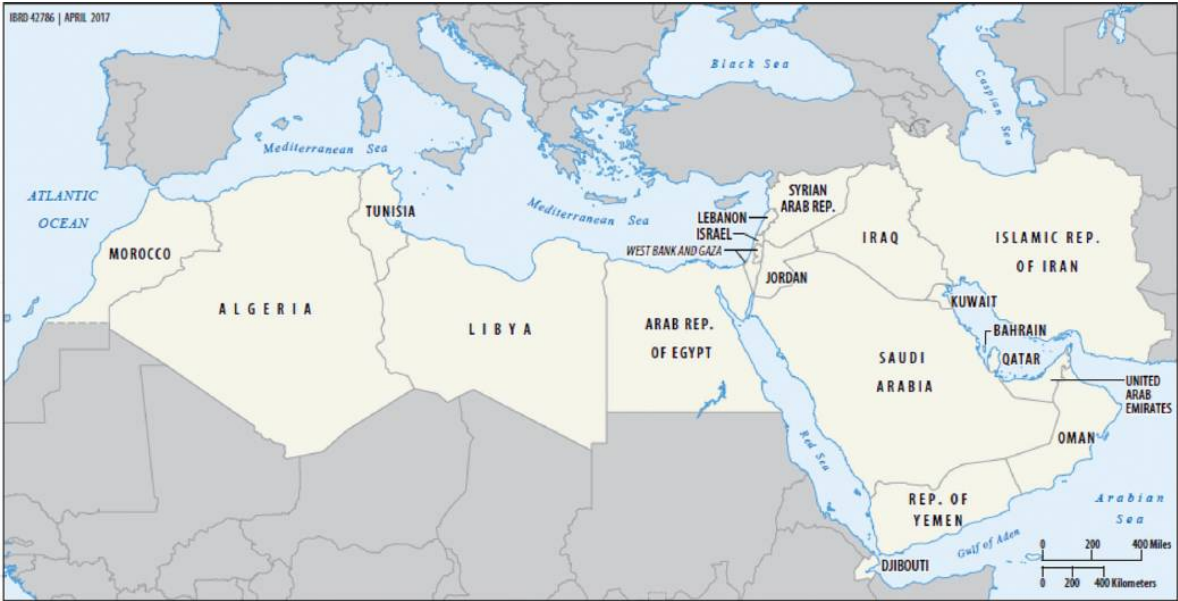 IBRD 42786 | APRIL 2017
Black Sea
Caspian Sea
Mediterranean Sea
ATLANTIC
OCEAN
TUNISIA
Mediterranean Sea
SYRIAN
ARAB REP.
LEBANON
ISRAEL
WEST BANK AND GAZA
MOROCCO
IRAQ
ISLAMIC REP.
OF IRAN
JORDAN
ALGERIA
LIBYA
ARAB REP.
OF EGYPT
KUWAIT
BAHRAIN
QATAR
SAUDI
ARABIA
UNITED
ARAB
EMIRATES
OMAN
Red Sea
REP. OF
YEMEN
Arabian
Sea
Gulf of Aden
DJIBOUTI
0 200 400 Miles
0 200 400 Kilometers